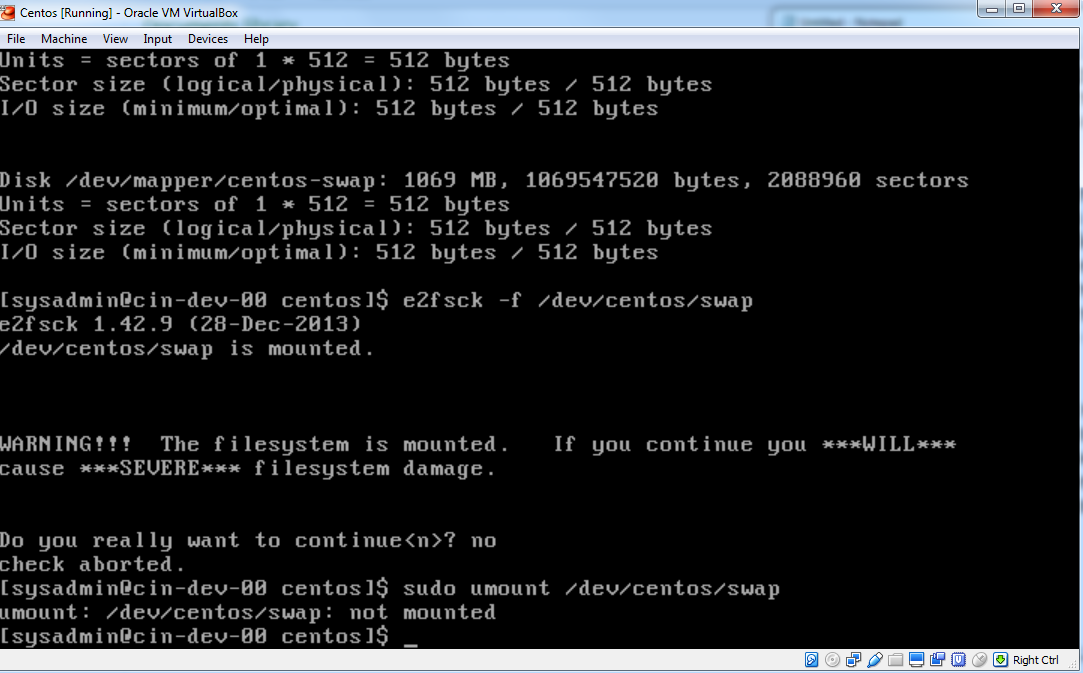 Centos [Running] - Oracle VM VirtualBox
File Machine View Input Devices Help
Units = sectors of 1 * 512 = 512 bytes
Sector size (logical/physical): 512 bytes / 512 bytes
I/O size (minimum/optimal): 512 bytes / 512 bytes
Disk /dev/mapper/centos-swap: 1069 MB, 1069547520 bytes, 2088960 sectors
Units = sectors of 1 * 512 = 512 bytes
Sector size (logical/physical): 512 bytes / 512 bytes
I/O size (minimum/optimal): 512 bytes / 512 bytes
[sysadmin@cin-dev-00 centos]$ e2fsck -f /dev/centos/swap
e2fsck 1.42.9 (28-Dec-2013)
/dev/centos/swap is mounted.
WARNING!!!  The filesystem is mounted.   If you continue you ***WILL***
cause ***SEVERE*** filesystem damage.
Do you really want to continue<n>? no
check aborted.
[sysadmin@cin-dev-00 centos]$ sudo umount /dev/centos/swap
umount: /dev/centos/swap: not mounted
[sysadmin@cin-dev-00 centos]$ _
Right Ctrl